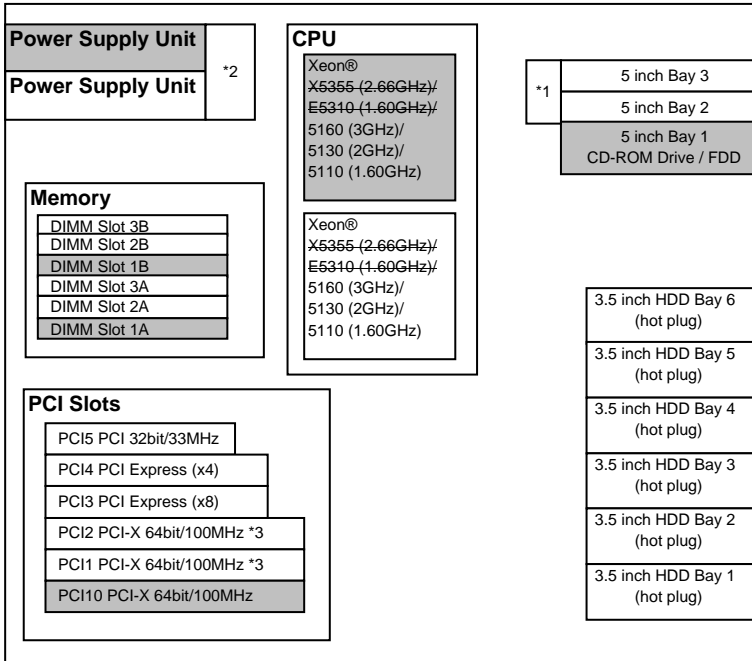 Power Supply Unit
Power Supply Unit
*2
CPU
Xeon®
X5355 (2.66GHz)/
E5310 (1.60GHz)/
5160 (3GHz)/
5130 (2GHz)/
5110 (1.60GHz)
Xeon®
X5355 (2.66GHz)/
E5310 (1.60GHz)/
5160 (3GHz)/
5130 (2GHz)/
5110 (1.60GHz)
*1
5 inch Bay 3
5 inch Bay 2
5 inch Bay 1
CD-ROM Drive / FDD
Memory
DIMM Slot 3B
DIMM Slot 2B
DIMM Slot 1B
DIMM Slot 3A
DIMM Slot 2A
DIMM Slot 1A
3.5 inch HDD Bay 6
(hot plug)
3.5 inch HDD Bay 5
(hot plug)
3.5 inch HDD Bay 4
(hot plug)
3.5 inch HDD Bay 3
(hot plug)
3.5 inch HDD Bay 2
(hot plug)
3.5 inch HDD Bay 1
(hot plug)
PCI Slots
PCI5 PCI 32bit/33MHz
PCI4 PCI Express (x4)
PCI3 PCI Express (x8)
PCI2 PCI-X 64bit/100MHz *3
PCI1 PCI-X 64bit/100MHz *3
PCI10 PCI-X 64bit/100MHz